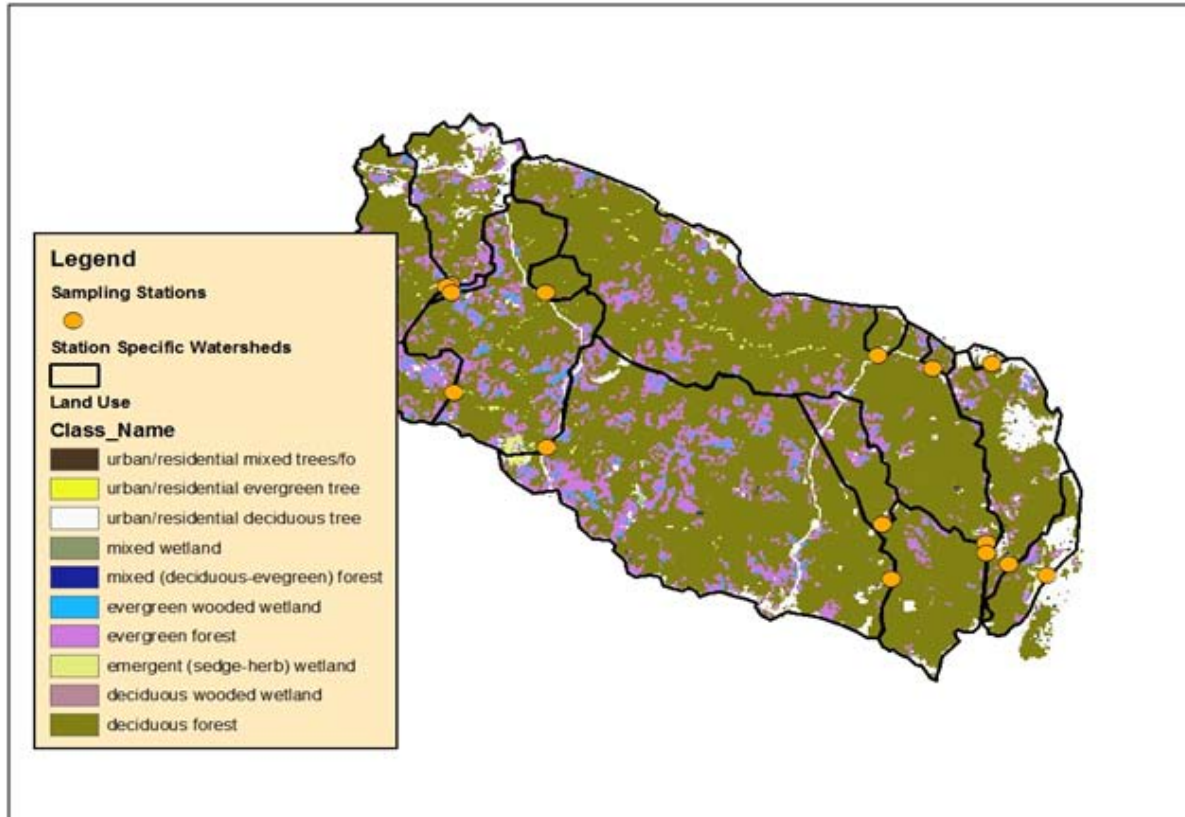 Legend
Sampling Stations
Station Specific Watersheds
Land Use
Class_Name
urban/residential mixed trees/fo
urban/residential evergreen tree
urban/residential deciduous tree
mixed wetland
mixed (deciduous-evegreen) forest
evergreen wooded wetland
evergreen forest
emergent (sedge-herb) wetland
deciduous wooded wetland
deciduous forest